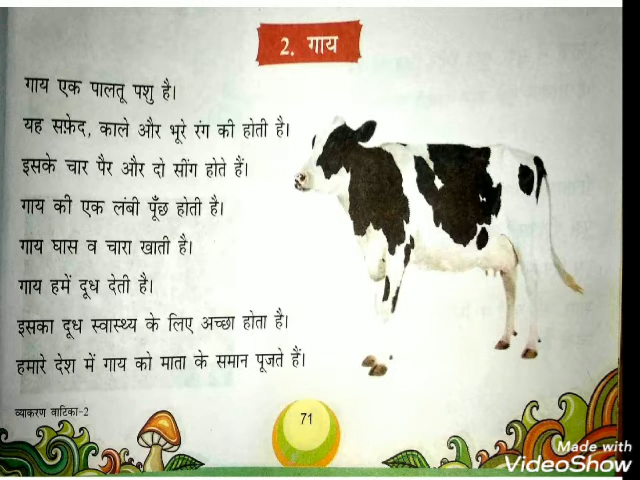 2. गाय
गाय एक पालतू पशु है।
यह सफ़ेद, काले और भूरे रंग की होती है।
इसके चार पैर और दो सींग होते हैं।
गाय की एक लंबी पूँछ होती है।
गाय घास व चारा खाती है।
गाय हमें दूध देती है।
इसका दूध स्वास्थ्य के लिए अच्छा होता है।
हमारे देश में गाय को माता के समान पूजते हैं।
व्याकरण वाटिका-2
71
Made with
VideoShow